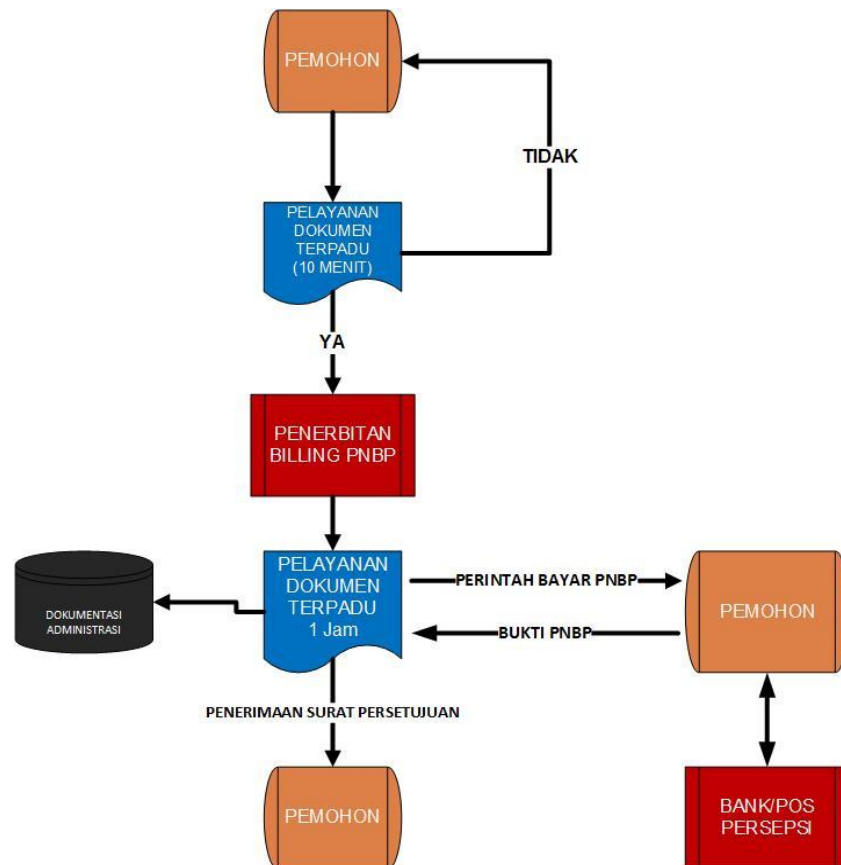 PEMOHON
TIDAK
PELAYANAN
DOKUMEN
TERPADU
(10 MENIT)
YA
PENERBITAN
BILLING PNBP
PELAYANAN
DOKUMEN
TERPADU
1 Jam
PERINTAH BAYAR PNBP
PEMOHON
BUKTI PNBP
DOKUMENTASI
ADMINISTRASI
PENERIMAAN SURAT PERSETUJUAN
PEMOHON
BANK/POS
PERSEPSI